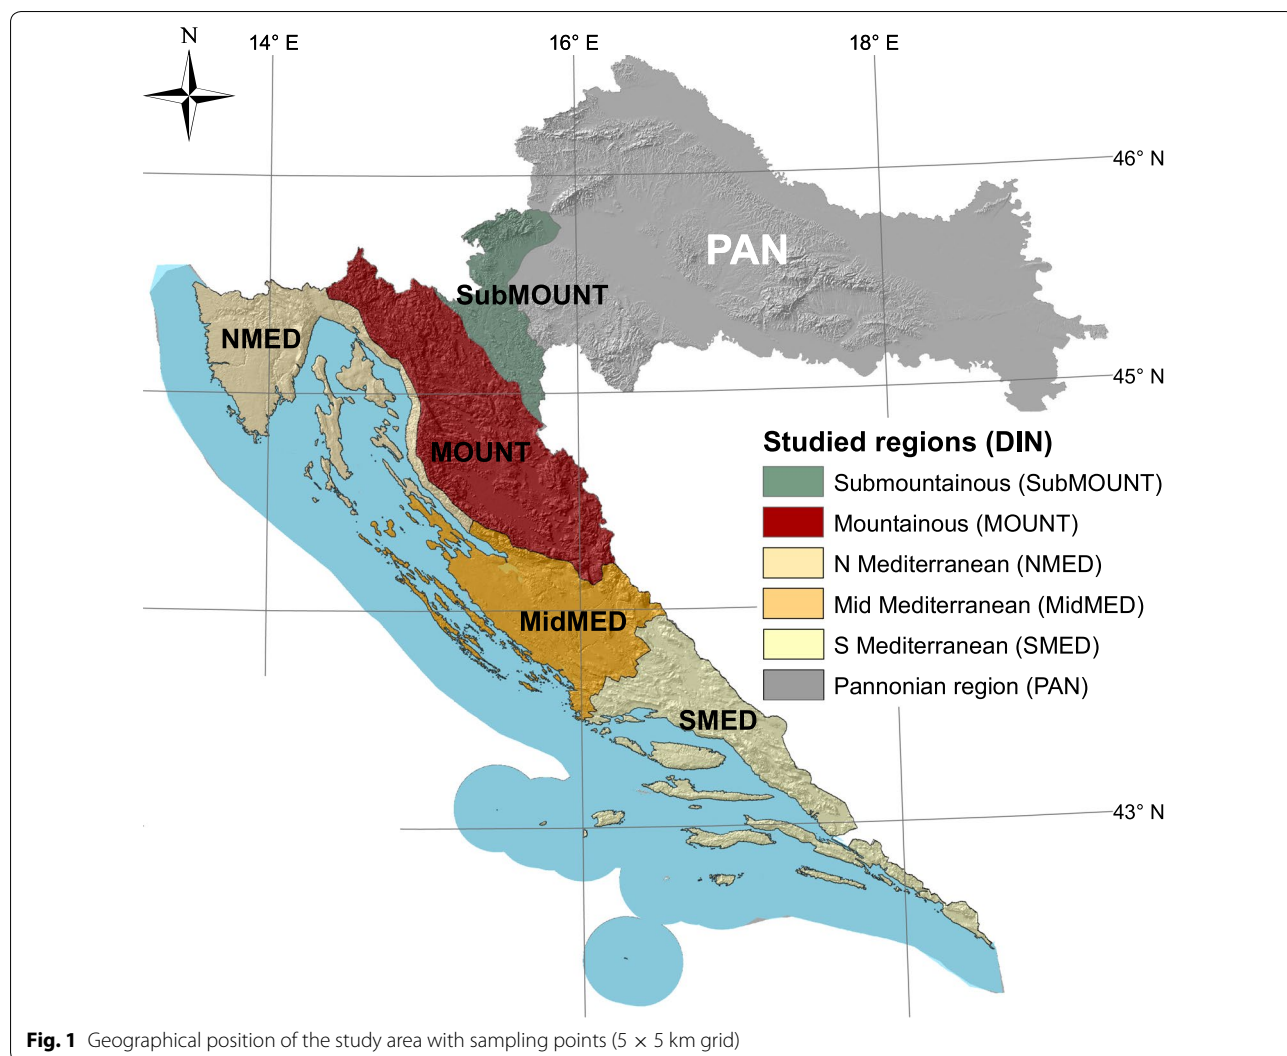 N
14° E
16° E
18° E
46° N
PAN
SubMOUNT
NMED
45° N
MOUNT
Studied regions (DIN)
Submountainous (SubMOUNT)
Mountainous (MOUNT)
N Mediterranean (NMED)
Mid Mediterranean (MidMED)
S Mediterranean (SMED)
Pannonian region (PAN)
MidMED
SMED
43° N
Fig. 1 Geographical position of the study area with sampling points (5 × 5 km grid)